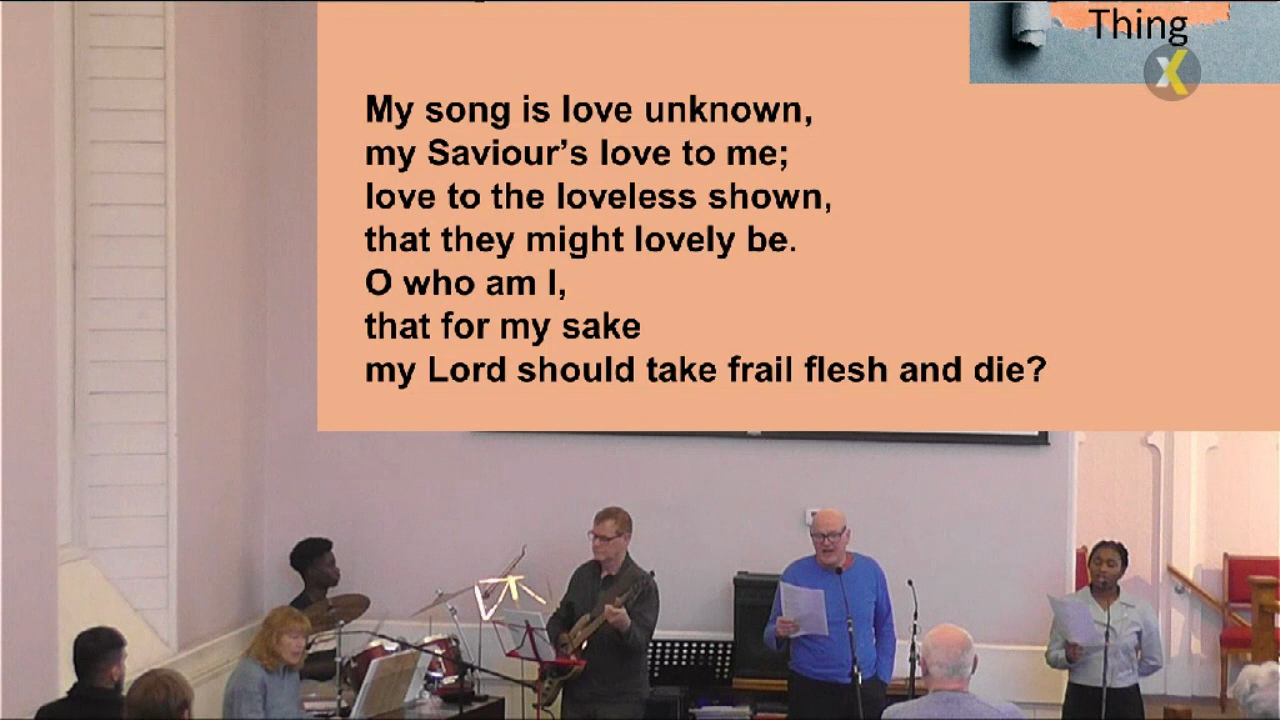 Thing
My song is love unknown,
my Saviour’s love to me;
love to the loveless shown,
that they might lovely be.
O who am I,
that for my sake
my Lord should take frail flesh and die?